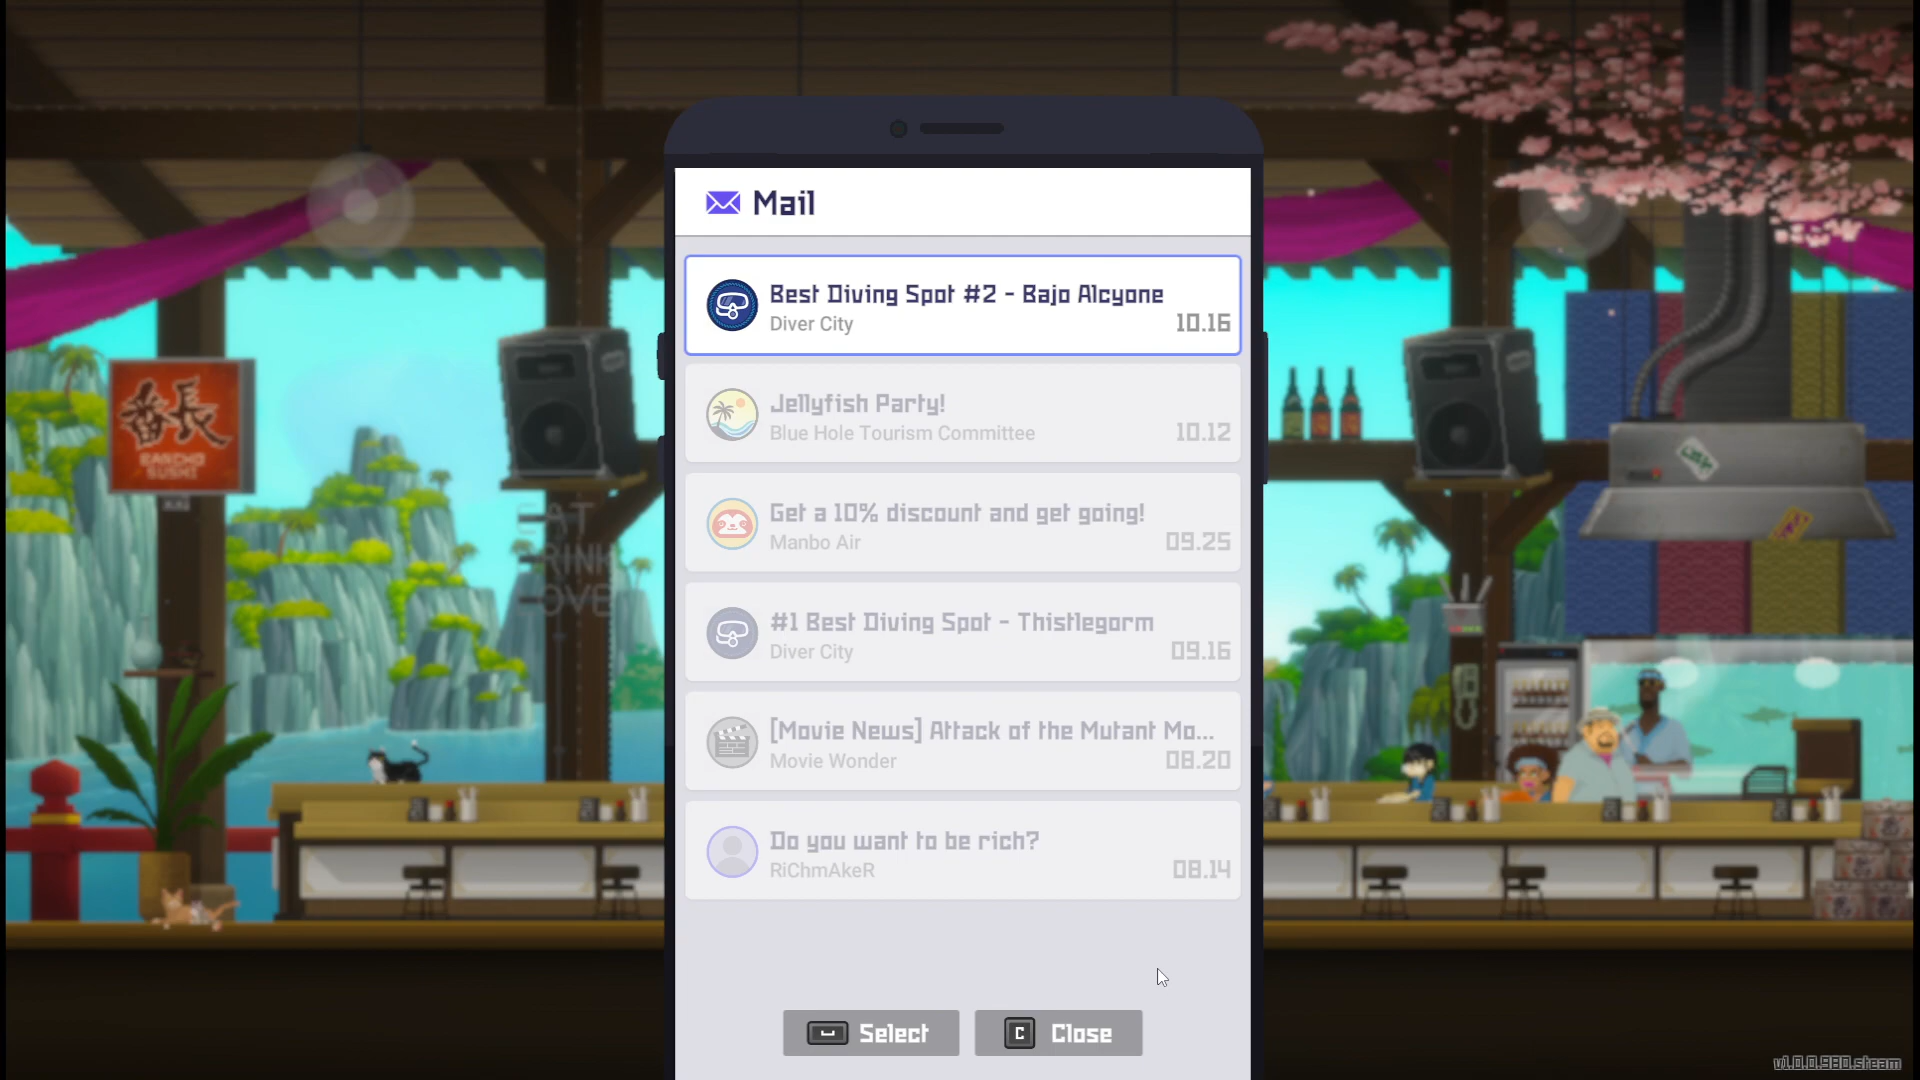 Mail
Best Diving Spot #2 - Bajo Alcyone
Diver City
10.16
Jellyfish Party!
Blue Hole Tourism Committee
10.12
Get a 10% discount and get going!
Manbo Air
09.25
#1 Best Diving Spot - Thistlegorm
Diver City
09.16
[Movie News] Attack of the Mutant Mo...
Movie Wonder
08.20
Do you want to be rich?
RiChmAkeR
08.14
Select
C Close
番長
BANCHO
SUSHI
EAT
DRINK
LOVE
v1.0.0.980.steam